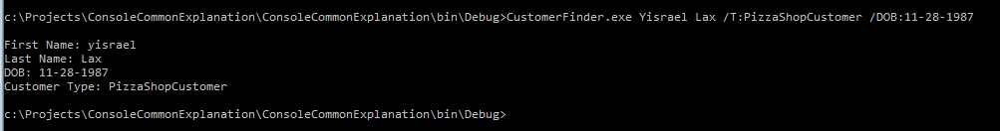 c:\Projects\ConsoleCommonExplanation\ConsoleCommonExplanation\bin\Debug>CustomerFinder.exe Yisrael Lax /T:PizzaShopCustomer /DOB:11-28-1987
First Name: yisrael
Last Name: Lax
DOB: 11-28-1987
Customer Type: PizzaShopCustomer
c:\Projects\ConsoleCommonExplanation\ConsoleCommonExplanation\bin\Debug>